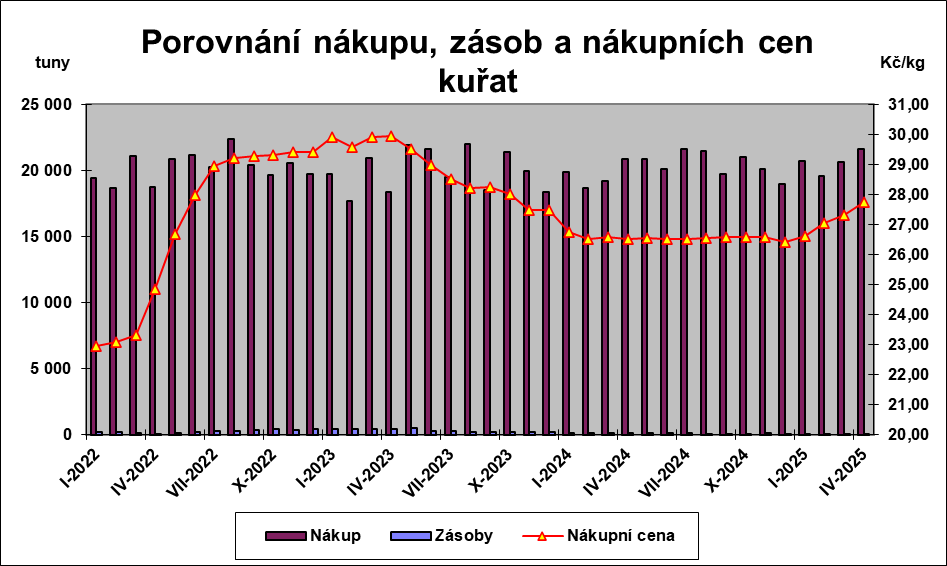 Porovnání nákupu, zásob a nákupních cen
kuřat
tuny
Kč/kg
25 000
20 000
15 000
10 000
5 000
0
31,00
30,00
29,00
28,00
27,00
26,00
25,00
24,00
23,00
22,00
21,00
20,00
I-2022
IV-2022
VII-2022
X-2022
I-2023
IV-2023
VII-2023
X-2023
I-2024
IV-2024
VII-2024
X-2024
I-2025
IV-2025
Nákup
Zásoby
Nákupní cena